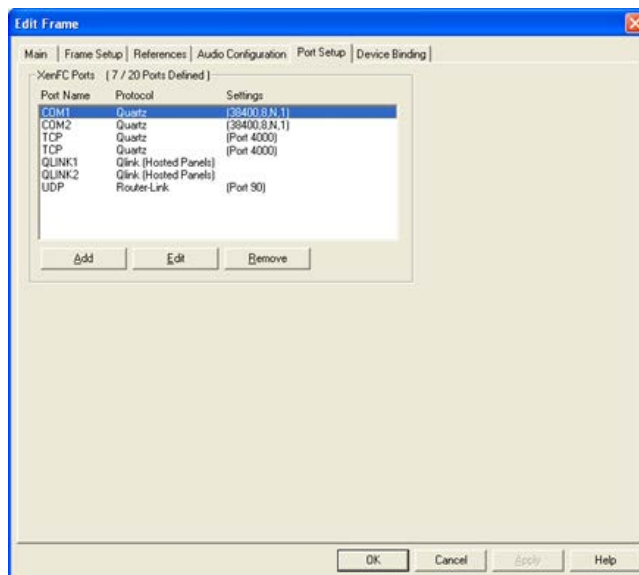 Edit Frame
Main Frame Setup References Audio Configuration Port Setup Device Binding
XenFC Ports (7 / 20 Ports Defined)
Port Name Protocol Settings
COM1 Quartz (38400,8,N,1)
COM2 Quartz (38400,8,N,1)
TCP Quartz (Port 4000)
TCP Quartz (Port 4000)
QLINK1 Qlink (Hosted Panels)
QLINK2 Qlink (Hosted Panels)
UDP Router-Link (Port 90)
Add Edit Remove
OK Cancel Apply Help